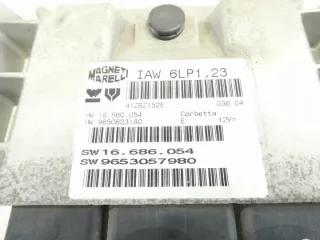 MAGNETI MARELLI IAW 6LP1.23
41282152E 036 04
HW 16.560.054 Corbetta
HW 9650623180 E 12V=
SW16.686.054
SW9653057980